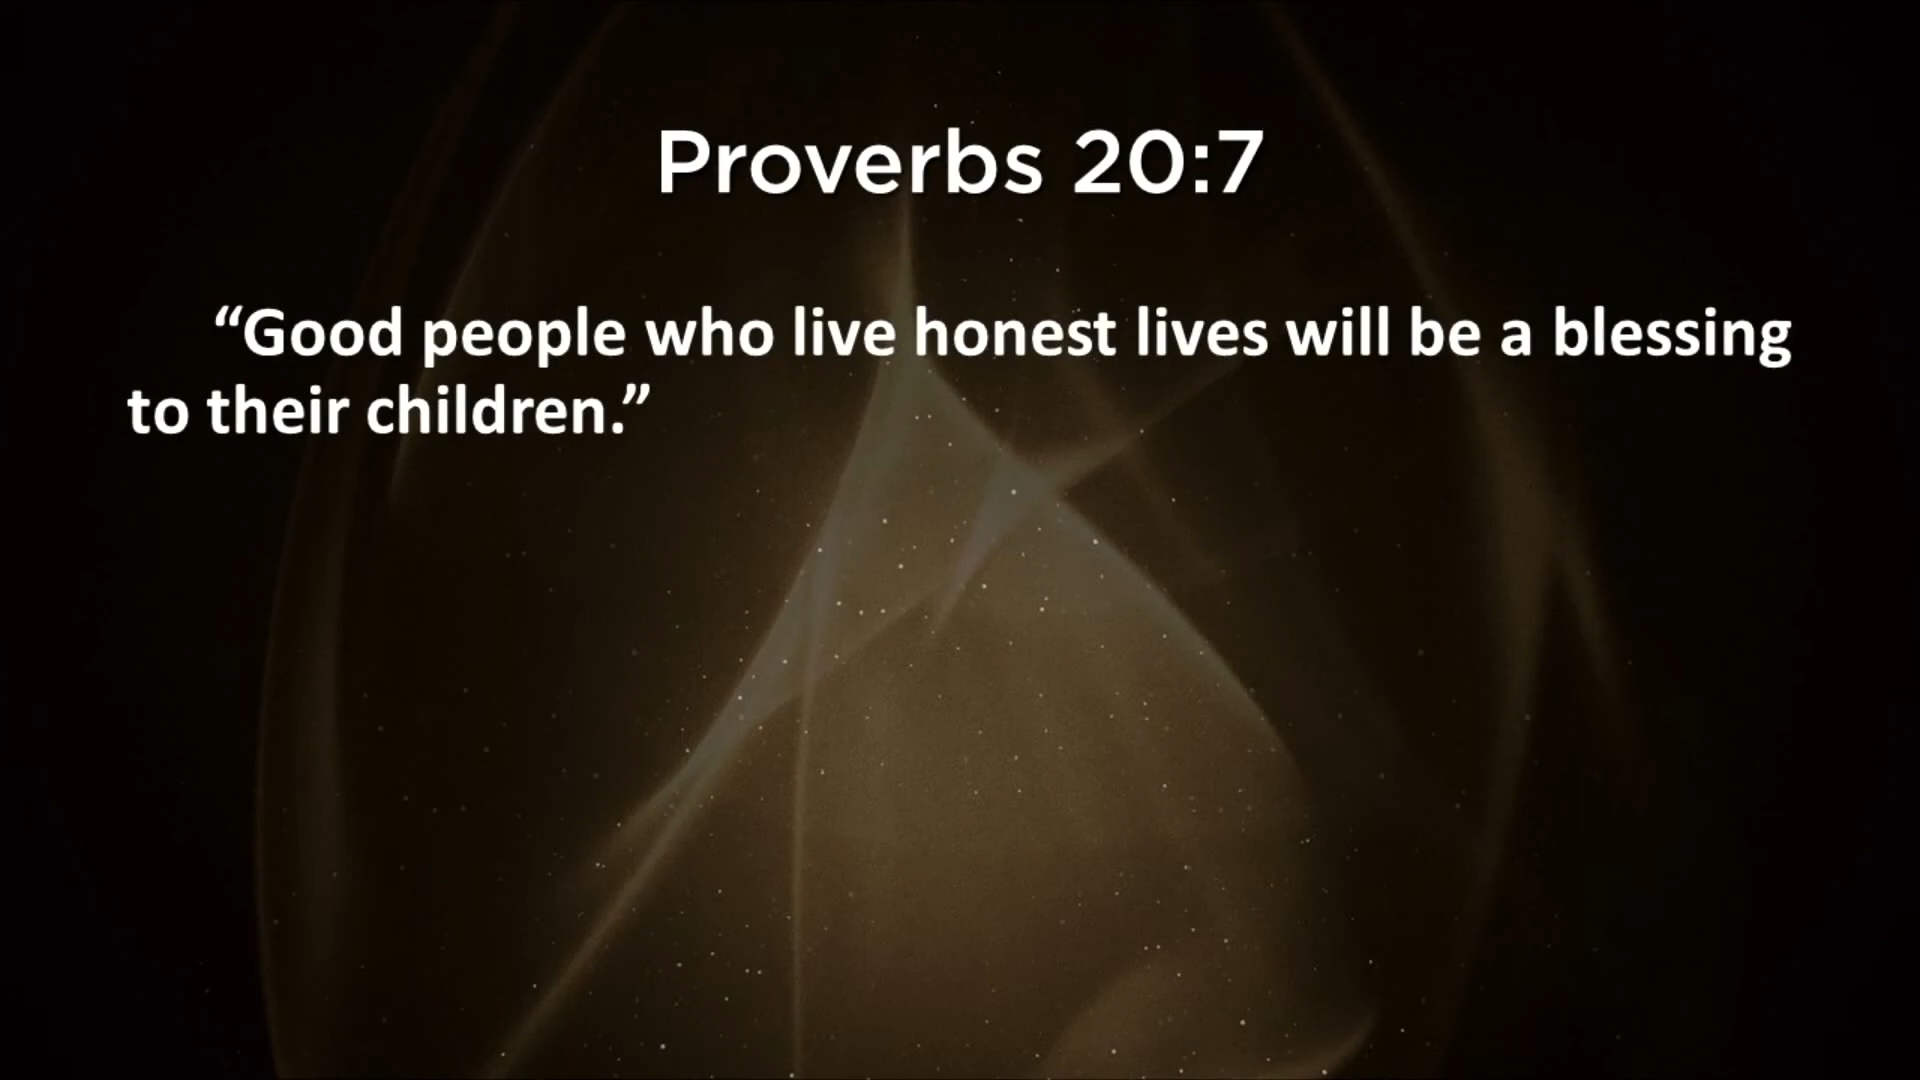 Proverbs 20:7
“Good people who live honest lives will be a blessing
to their children.”